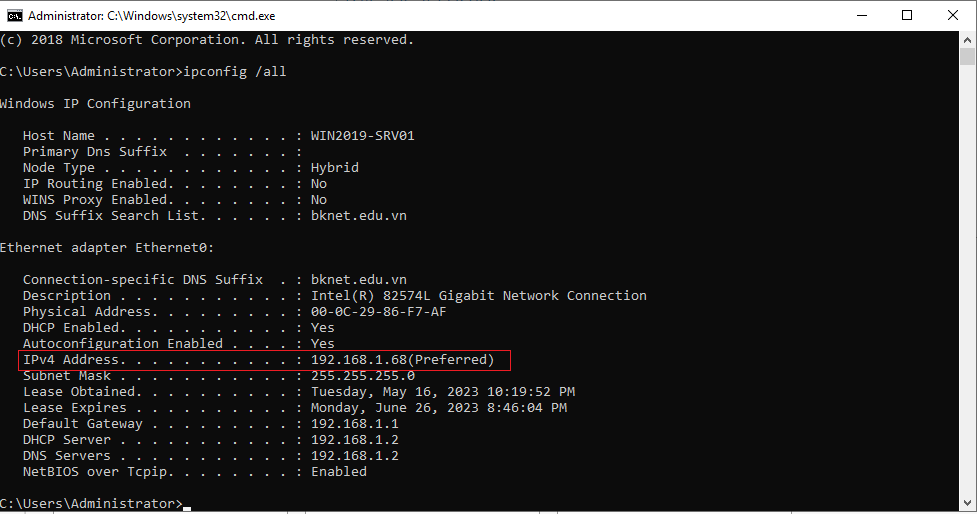 Administrator: C:\Windows\system32\cmd.exe
(c) 2018 Microsoft Corporation. All rights reserved.
C:\Users\Administrator>ipconfig /all
Windows IP Configuration
Host Name . . . . . . . . . . . . : WIN2019-SRV01
Primary Dns Suffix  . . . . . . . :
Node Type . . . . . . . . . . . . : Hybrid
IP Routing Enabled. . . . . . . . : No
WINS Proxy Enabled. . . . . . . . : No
DNS Suffix Search List. . . . . . : bknet.edu.vn
Ethernet adapter Ethernet0:
Connection-specific DNS Suffix  . : bknet.edu.vn
Description . . . . . . . . . . . : Intel(R) 82574L Gigabit Network Connection
Physical Address. . . . . . . . . : 00-0C-29-86-F7-AF
DHCP Enabled. . . . . . . . . . . : Yes
Autoconfiguration Enabled . . . . : Yes
IPv4 Address. . . . . . . . . . . : 192.168.1.68(Preferred)
Subnet Mask . . . . . . . . . . . : 255.255.255.0
Lease Obtained. . . . . . . . . . : Tuesday, May 16, 2023 10:19:52 PM
Lease Expires . . . . . . . . . . : Monday, June 26, 2023 8:46:04 PM
Default Gateway . . . . . . . . . : 192.168.1.1
DHCP Server . . . . . . . . . . . : 192.168.1.2
DNS Servers . . . . . . . . . . . : 192.168.1.2
NetBIOS over Tcpip. . . . . . . . : Enabled
C:\Users\Administrator>